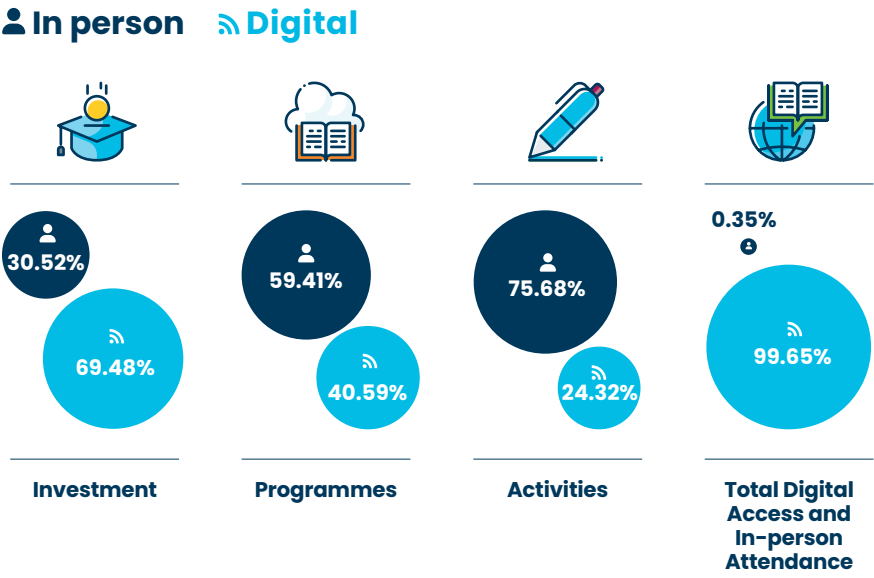 In person Digital
30.52%
69.48%
59.41%
40.59%
75.68%
24.32%
0.35%
99.65%
Investment
Programmes
Activities
Total Digital
Access and
In-person
Attendance